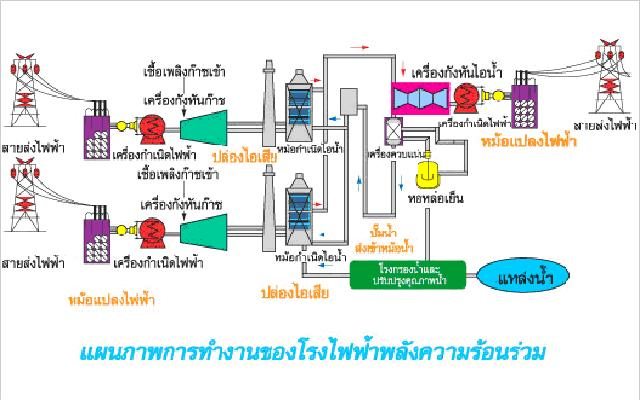 เชื้อเพลิงก๊าซเข้า
เครื่องกังหันก๊าช
เครื่องกังหันไอน้ำ
สายส่งไฟฟ้า
เครื่องกำเนิดไฟฟ้า
ปล่องไอเสีย
หม้อกำเนิดไอน้ำ
เครื่องควบแน่น
เครื่องกำเนิดไฟฟ้า
หม้อแปลงไฟฟ้า
สายส่งไฟฟ้า
เชื้อเพลิงก๊าซเข้า
เครื่องกังหันก๊าซ
หอหล่อเย็น
ปั๊มน้ำ
ส่งเข้าหม้อน้ำ
สายส่งไฟฟ้า
เครื่องกำเนิดไฟฟ้า
หม้อกำเนิดไอน้ำ
โรงกรองน้ำและ
ปรับปรุงคุณภาพน้ำ
แหล่งน้ำ
หม้อแปลงไฟฟ้า
ปล่องไอเสีย
แผนภาพการทำงานของโรงไฟฟ้าพลังความร้อนร่วม